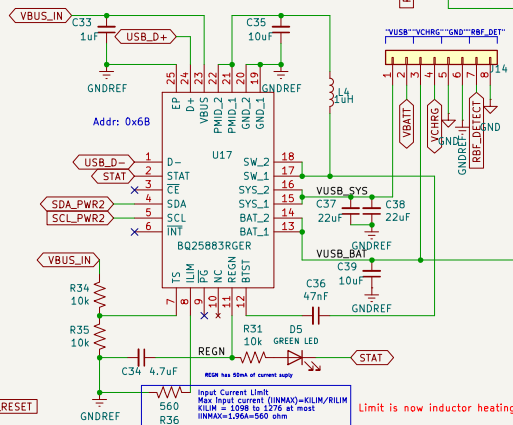 VBUS_IN
C33
1uF
USB_D+
C35
10uF
"VUSB""VCHRG""GND""RBF_DET"
J14
1 2 3 4 5 6 7 8
GNDREF
GNDREF
L4
1uH
25 24 23 22 21 20 19
EP
D+
VBUS
PMID_2
PMID_1
GND_2
GND_1
Addr: 0x6B
U17
VBATT
VCHRG
GND
GNDREF
RBF_DETECT
GND
USB_D-
1 D-
SW_2 18
STAT
2 STAT
SW_1 17
3 CE
SYS_2 16
VUSB_SYS
SDA_PWR2
4 SDA
SYS_1 15
C37
22uF
C38
22uF
SCL_PWR2
5 SCL
BAT_2 14
6 INT
BAT_1 13
GNDREF
BQ25883RGER
VUSB_BAT
VBUS_IN
TS
ILIM
PG
NC
REGN
BTST
C39
10uF
7 8 9 10 11 12
C36
47nF
GNDREF
R34
10k
R35
10k
R31
10k
D5
GREEN LED
REGN
STAT
C34 4.7uF
REGN has 50mA of current suply
GNDREF
560
R36
Input Current Limit
Max Input current (IINMAX)=KILIM/RILIM
KILIM = 1098 to 1276 at most
IINMAX=1.96A=560 ohm
_RESET
Limit is now inductor heating